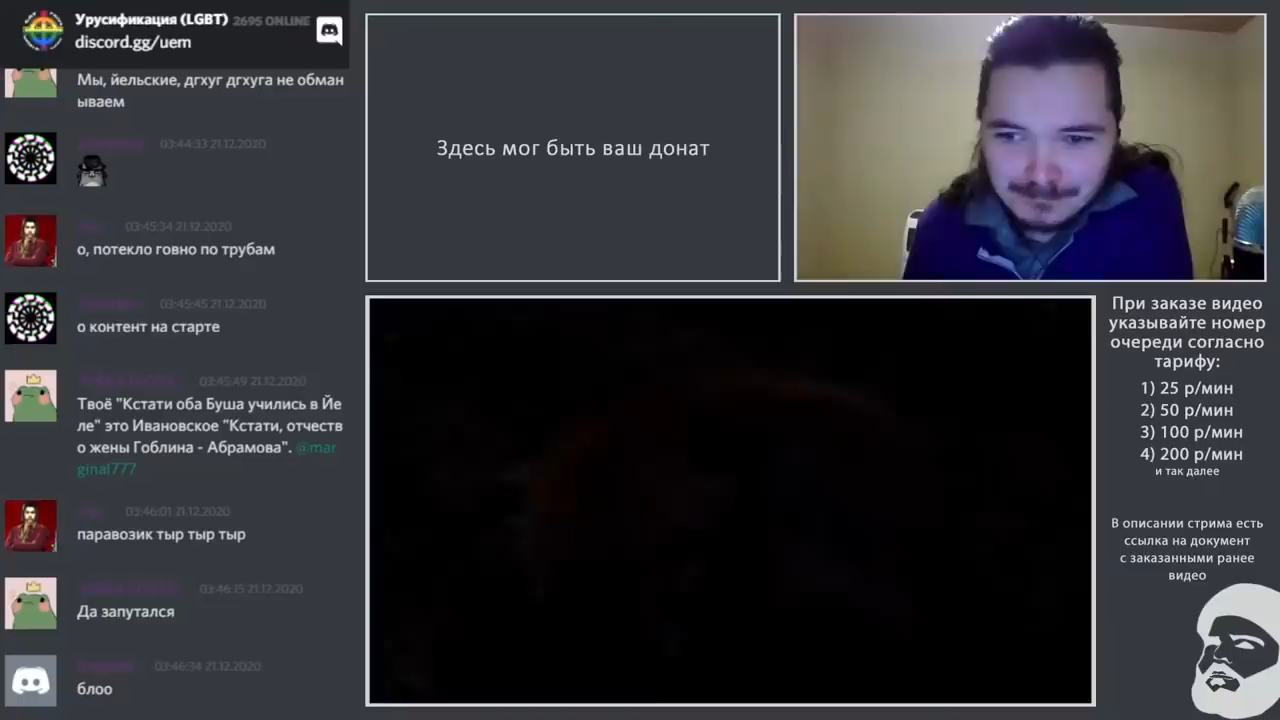 Урусификация (LGBT) 2695 ONLINE
discord.gg/uem
Мы, йельские, дгхуг дгхуга не обман
ываем
03:44:33 21.12.2020
03:45:34 21.12.2020
о, потекло говно по трубам
03:45:45 21.12.2020
о контент на старте
03:45:49 21.12.2020
Твоё "Кстати оба Буша учились в Йе
ле" это Ивановское "Кстати, отчеств
о жены Гоблина - Абрамова". @mar
ginal777
03:46:01 21.12.2020
паравозик тыр тыр тыр
03:46:15 21.12.2020
Да запутался
03:46:34 21.12.2020
блоо
Здесь мог быть ваш донат
При заказе видео
указывайте номер
очереди согласно
тарифу:
1) 25 р/мин
2) 50 р/мин
3) 100 р/мин
4) 200 р/мин
и так далее
В описании стрима есть
ссылка на документ
с заказанными ранее
видео